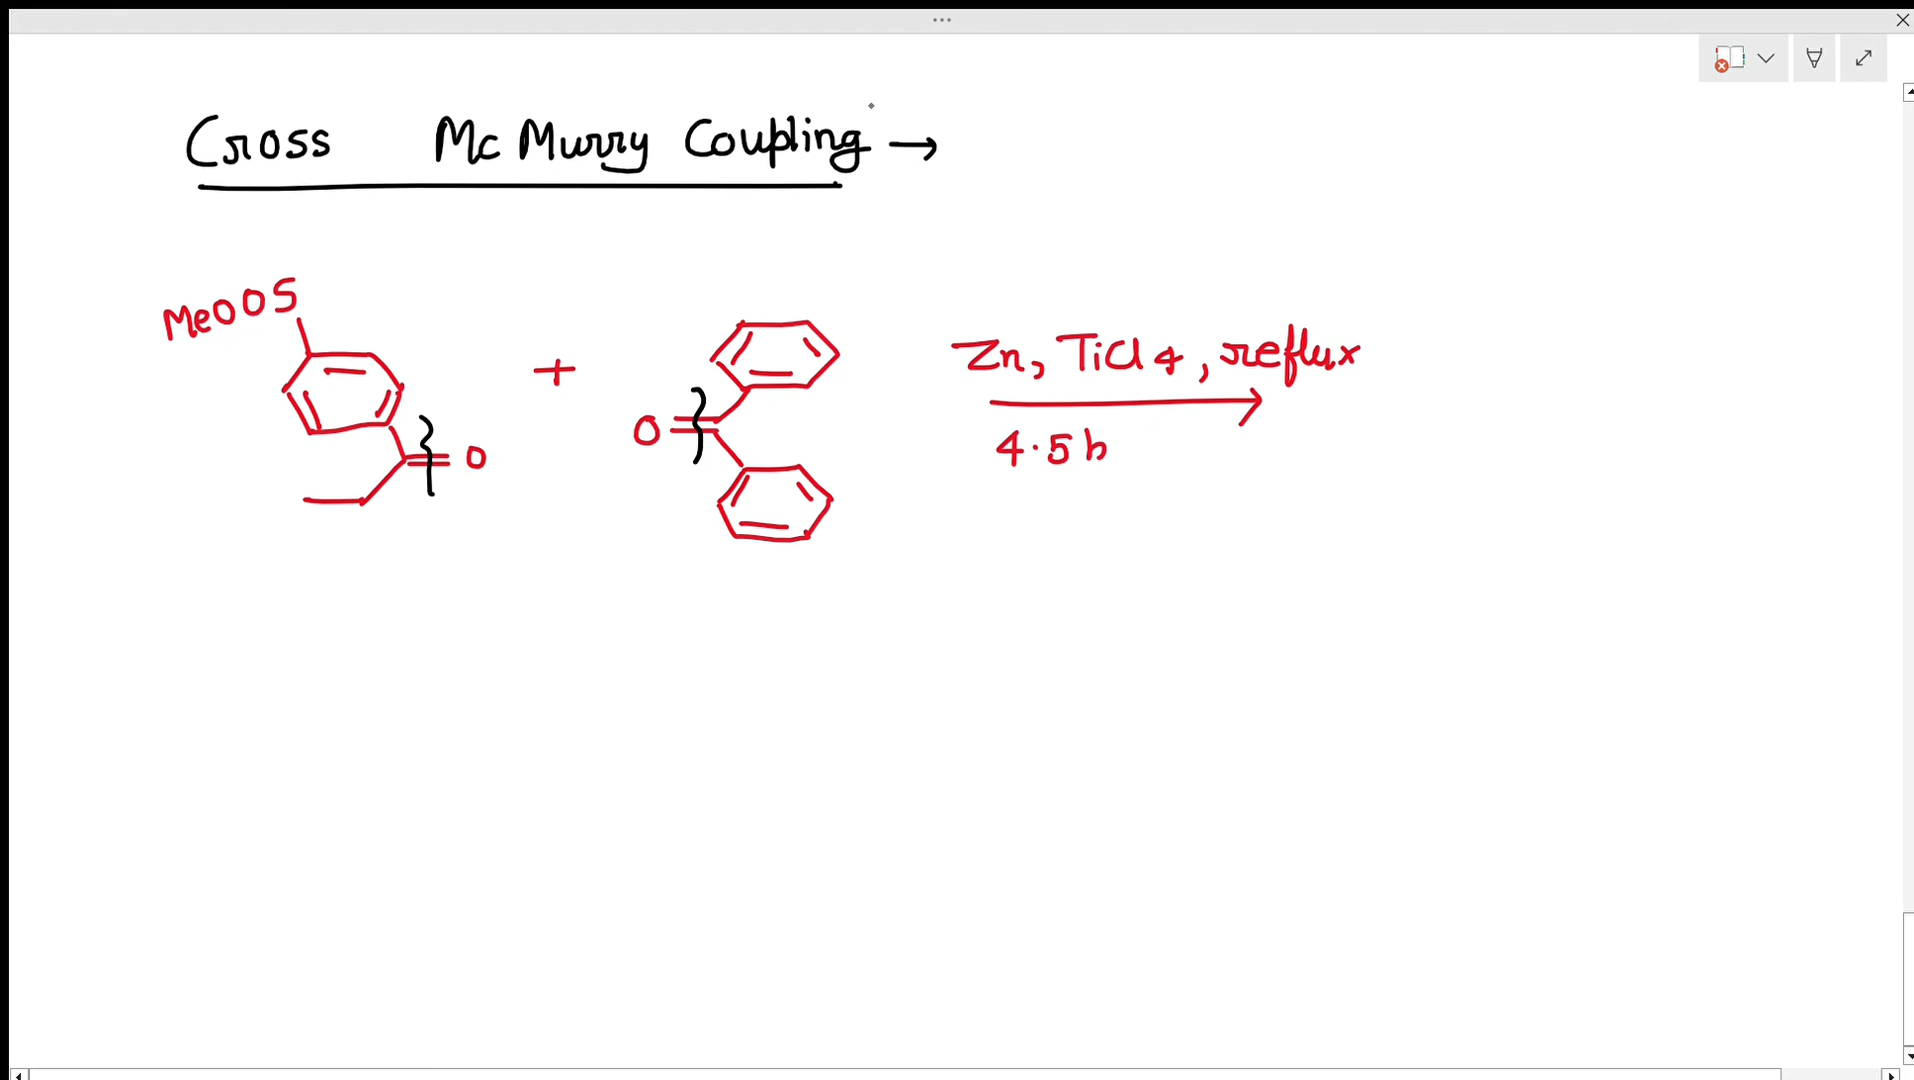 Cross McMurry Coupling →
MeOOS
+
O
O
Zn, TiCl4, reflux
4.5 h